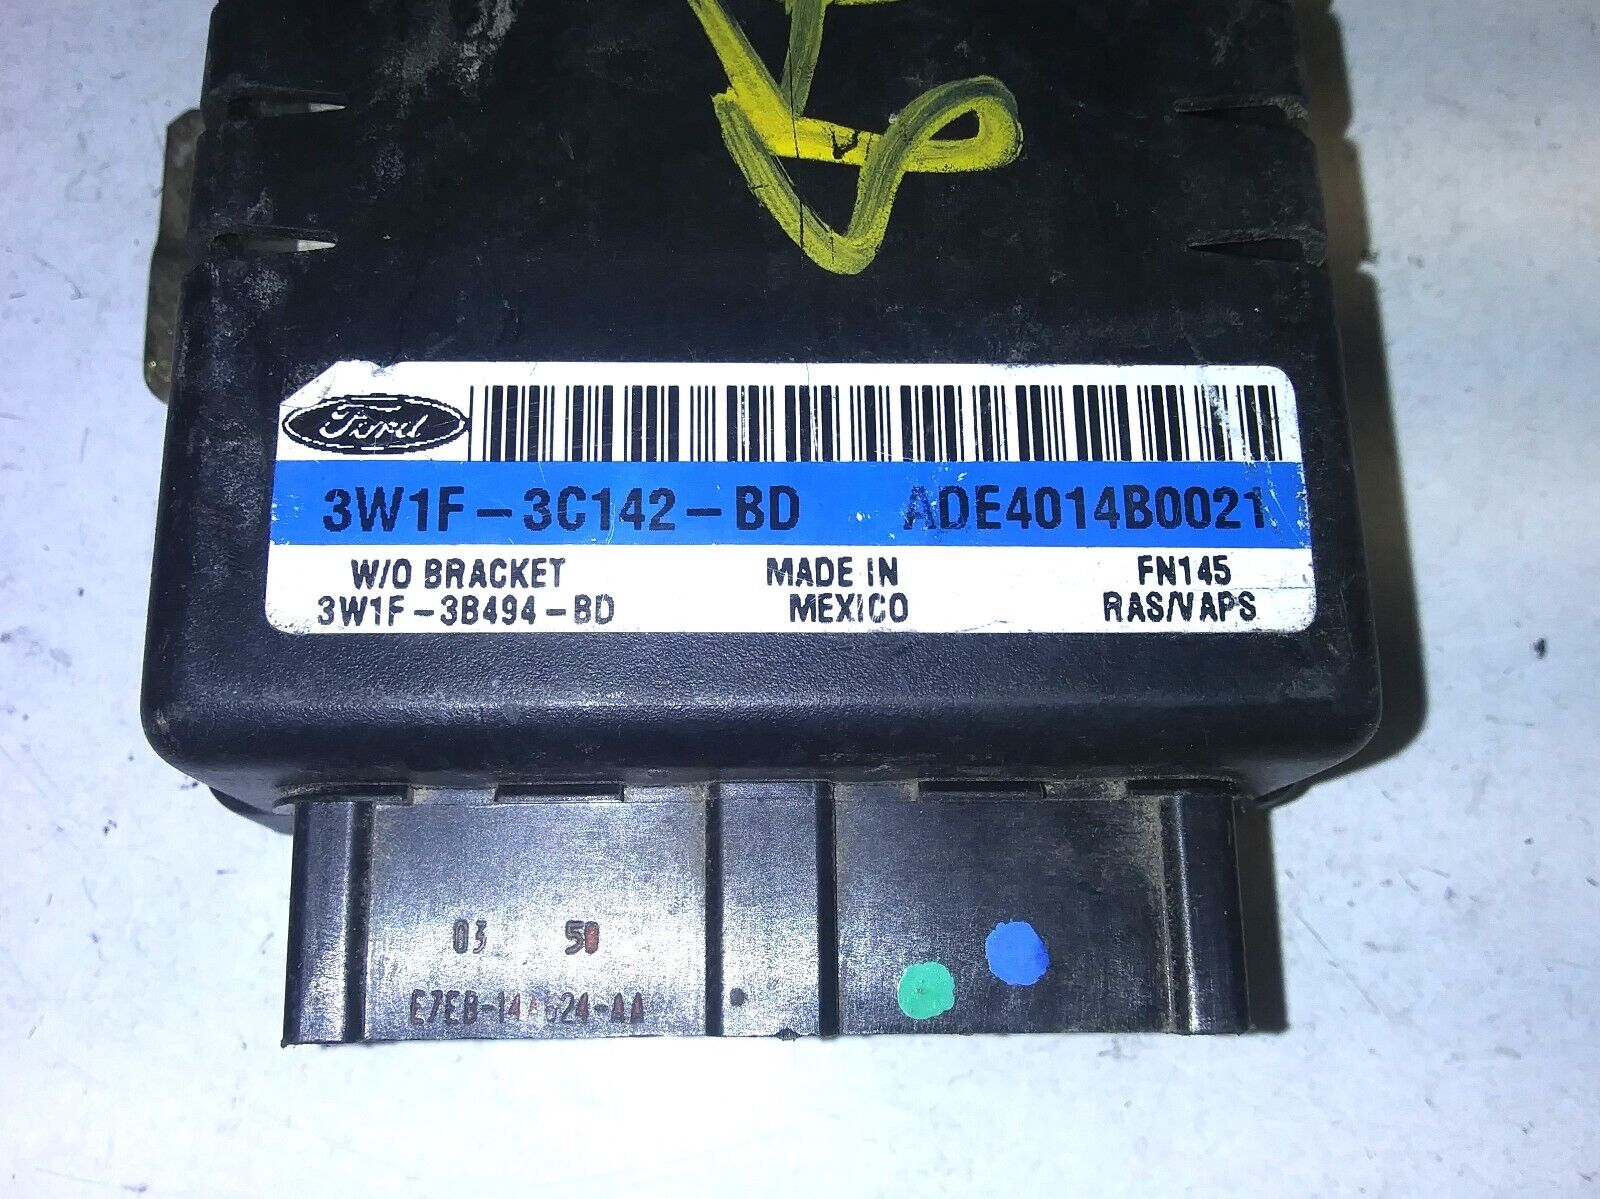 Ford
3W1F-3C142-BD ADE4014B0021
W/O BRACKET MADE IN FN145
3W1F-3B494-BD MEXICO RAS/VAPS
03 50
E7EB-14A624-AA